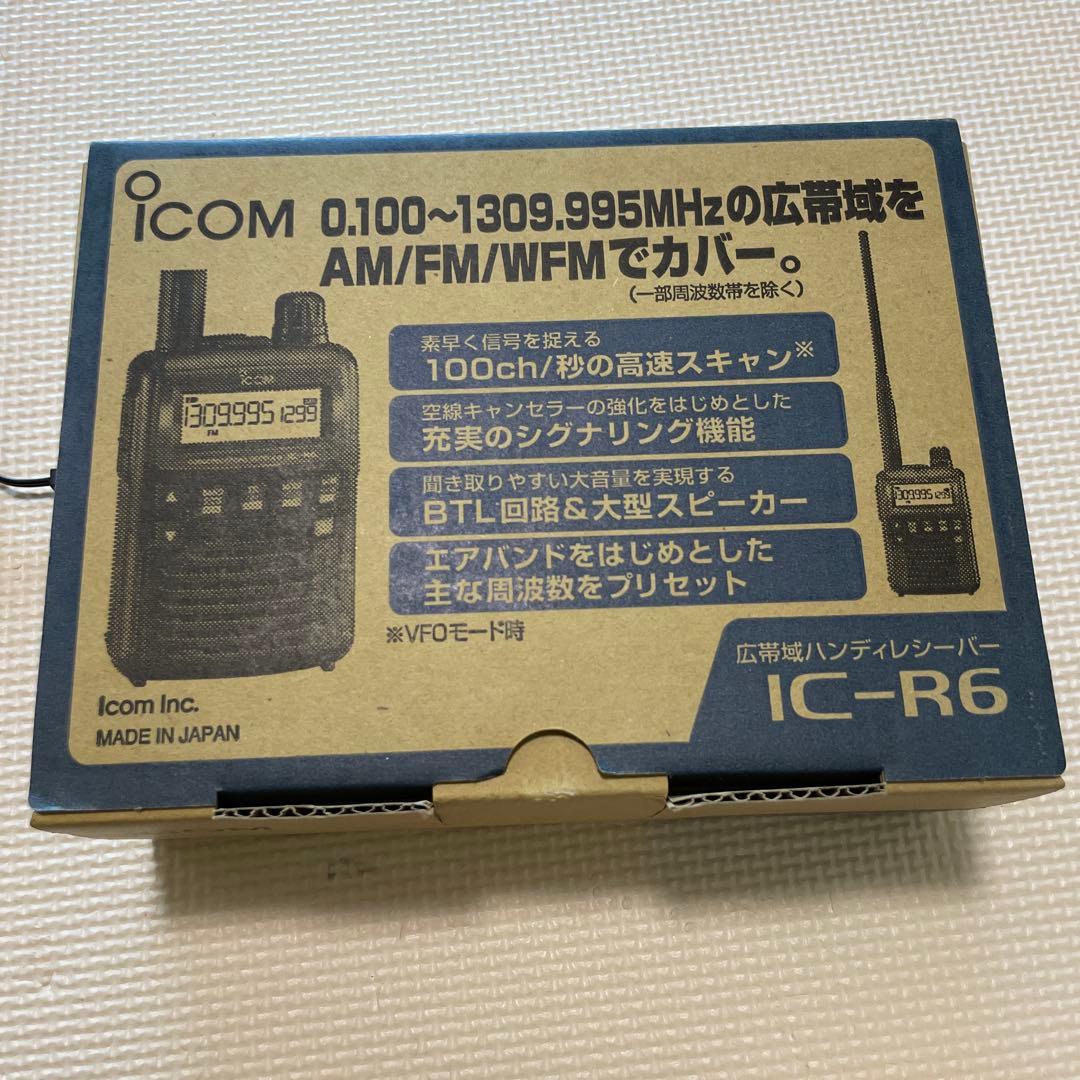 ICOM
0.100〜1309.995MHzの広帯域を
AM/FM/WFMでカバー。
(一部周波数帯を除く)
素早く信号を捉える
100ch/秒の高速スキャン※
空線キャンセラーの強化をはじめとした
充実のシグナリング機能
聞き取りやすい大音量を実現する
BTL回路&大型スピーカー
エアバンドをはじめとした
主な周波数をプリセット
※VFOモード時
ICOM
1309.995 1299
FM
1309.995 1299
Icom Inc.
MADE IN JAPAN
広帯域ハンディレシーバー
IC-R6